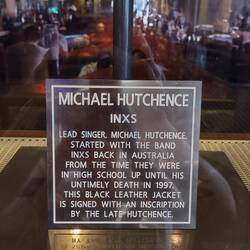 MICHAEL HUTCHENCE
INXS
LEAD SINGER, MICHAEL HUTCHENCE,
STARTED WITH THE BAND
INXS BACK IN AUSTRALIA
FROM THE TIME THEY WERE
IN HIGH SCHOOL UP UNTIL HIS
UNTIMELY DEATH IN 1997.
THIS BLACK LEATHER JACKET
IS SIGNED WITH AN INSCRIPTION
BY THE LATE HUTCHENCE.